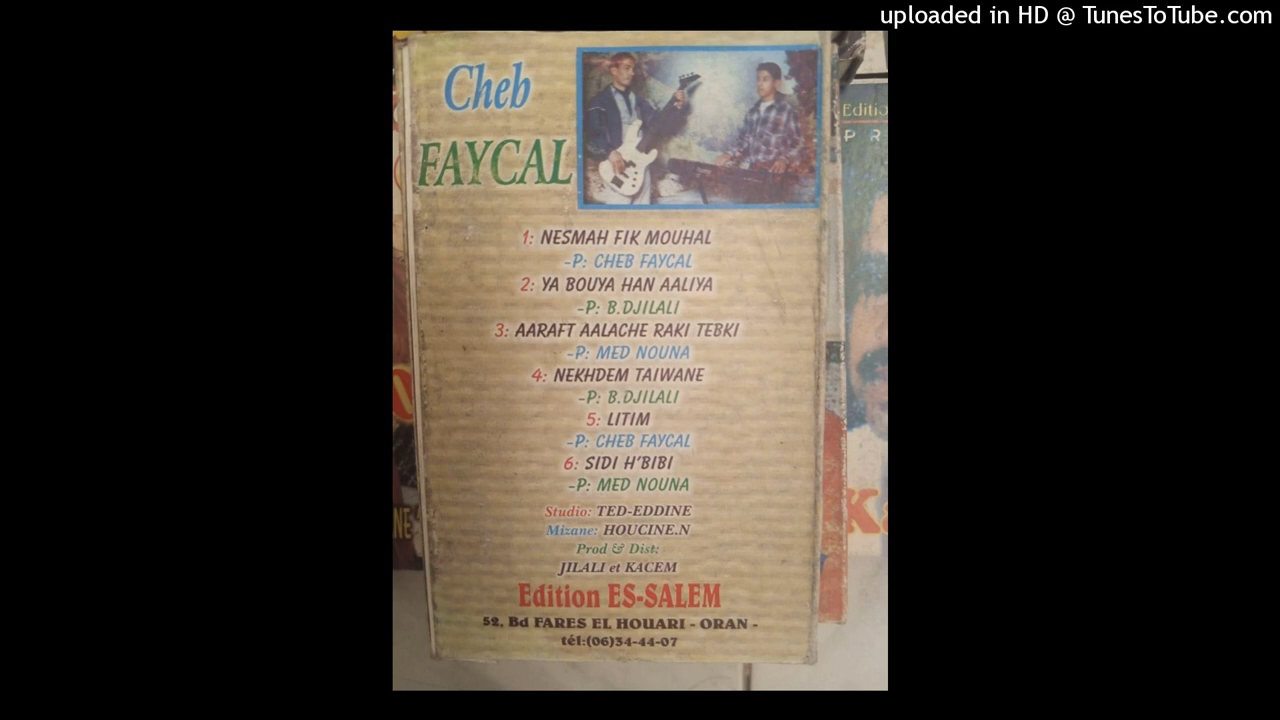 uploaded in HD @ TunesToTube.com
Cheb
FAYCAL
1: NESMAH FIK MOUHAL
-P: CHEB FAYCAL
2: YA BOUYA HAN AALIYA
-P: B.DJILALI
3: AARAFT AALACHE RAKI TEBKI
-P: MED NOUNA
4: NEKHDEM TAIWANE
-P: B.DJILALI
5: LITIM
-P: CHEB FAYCAL
6: SIDI H'BIBI
-P: MED NOUNA
Studio: TED-EDDINE
Mizane: HOUCINE.N
Prod & Dist:
JILALI et KACEM
Edition ES-SALEM
52. Bd FARES EL HOUARI - ORAN -
tél:(06)34-44-07